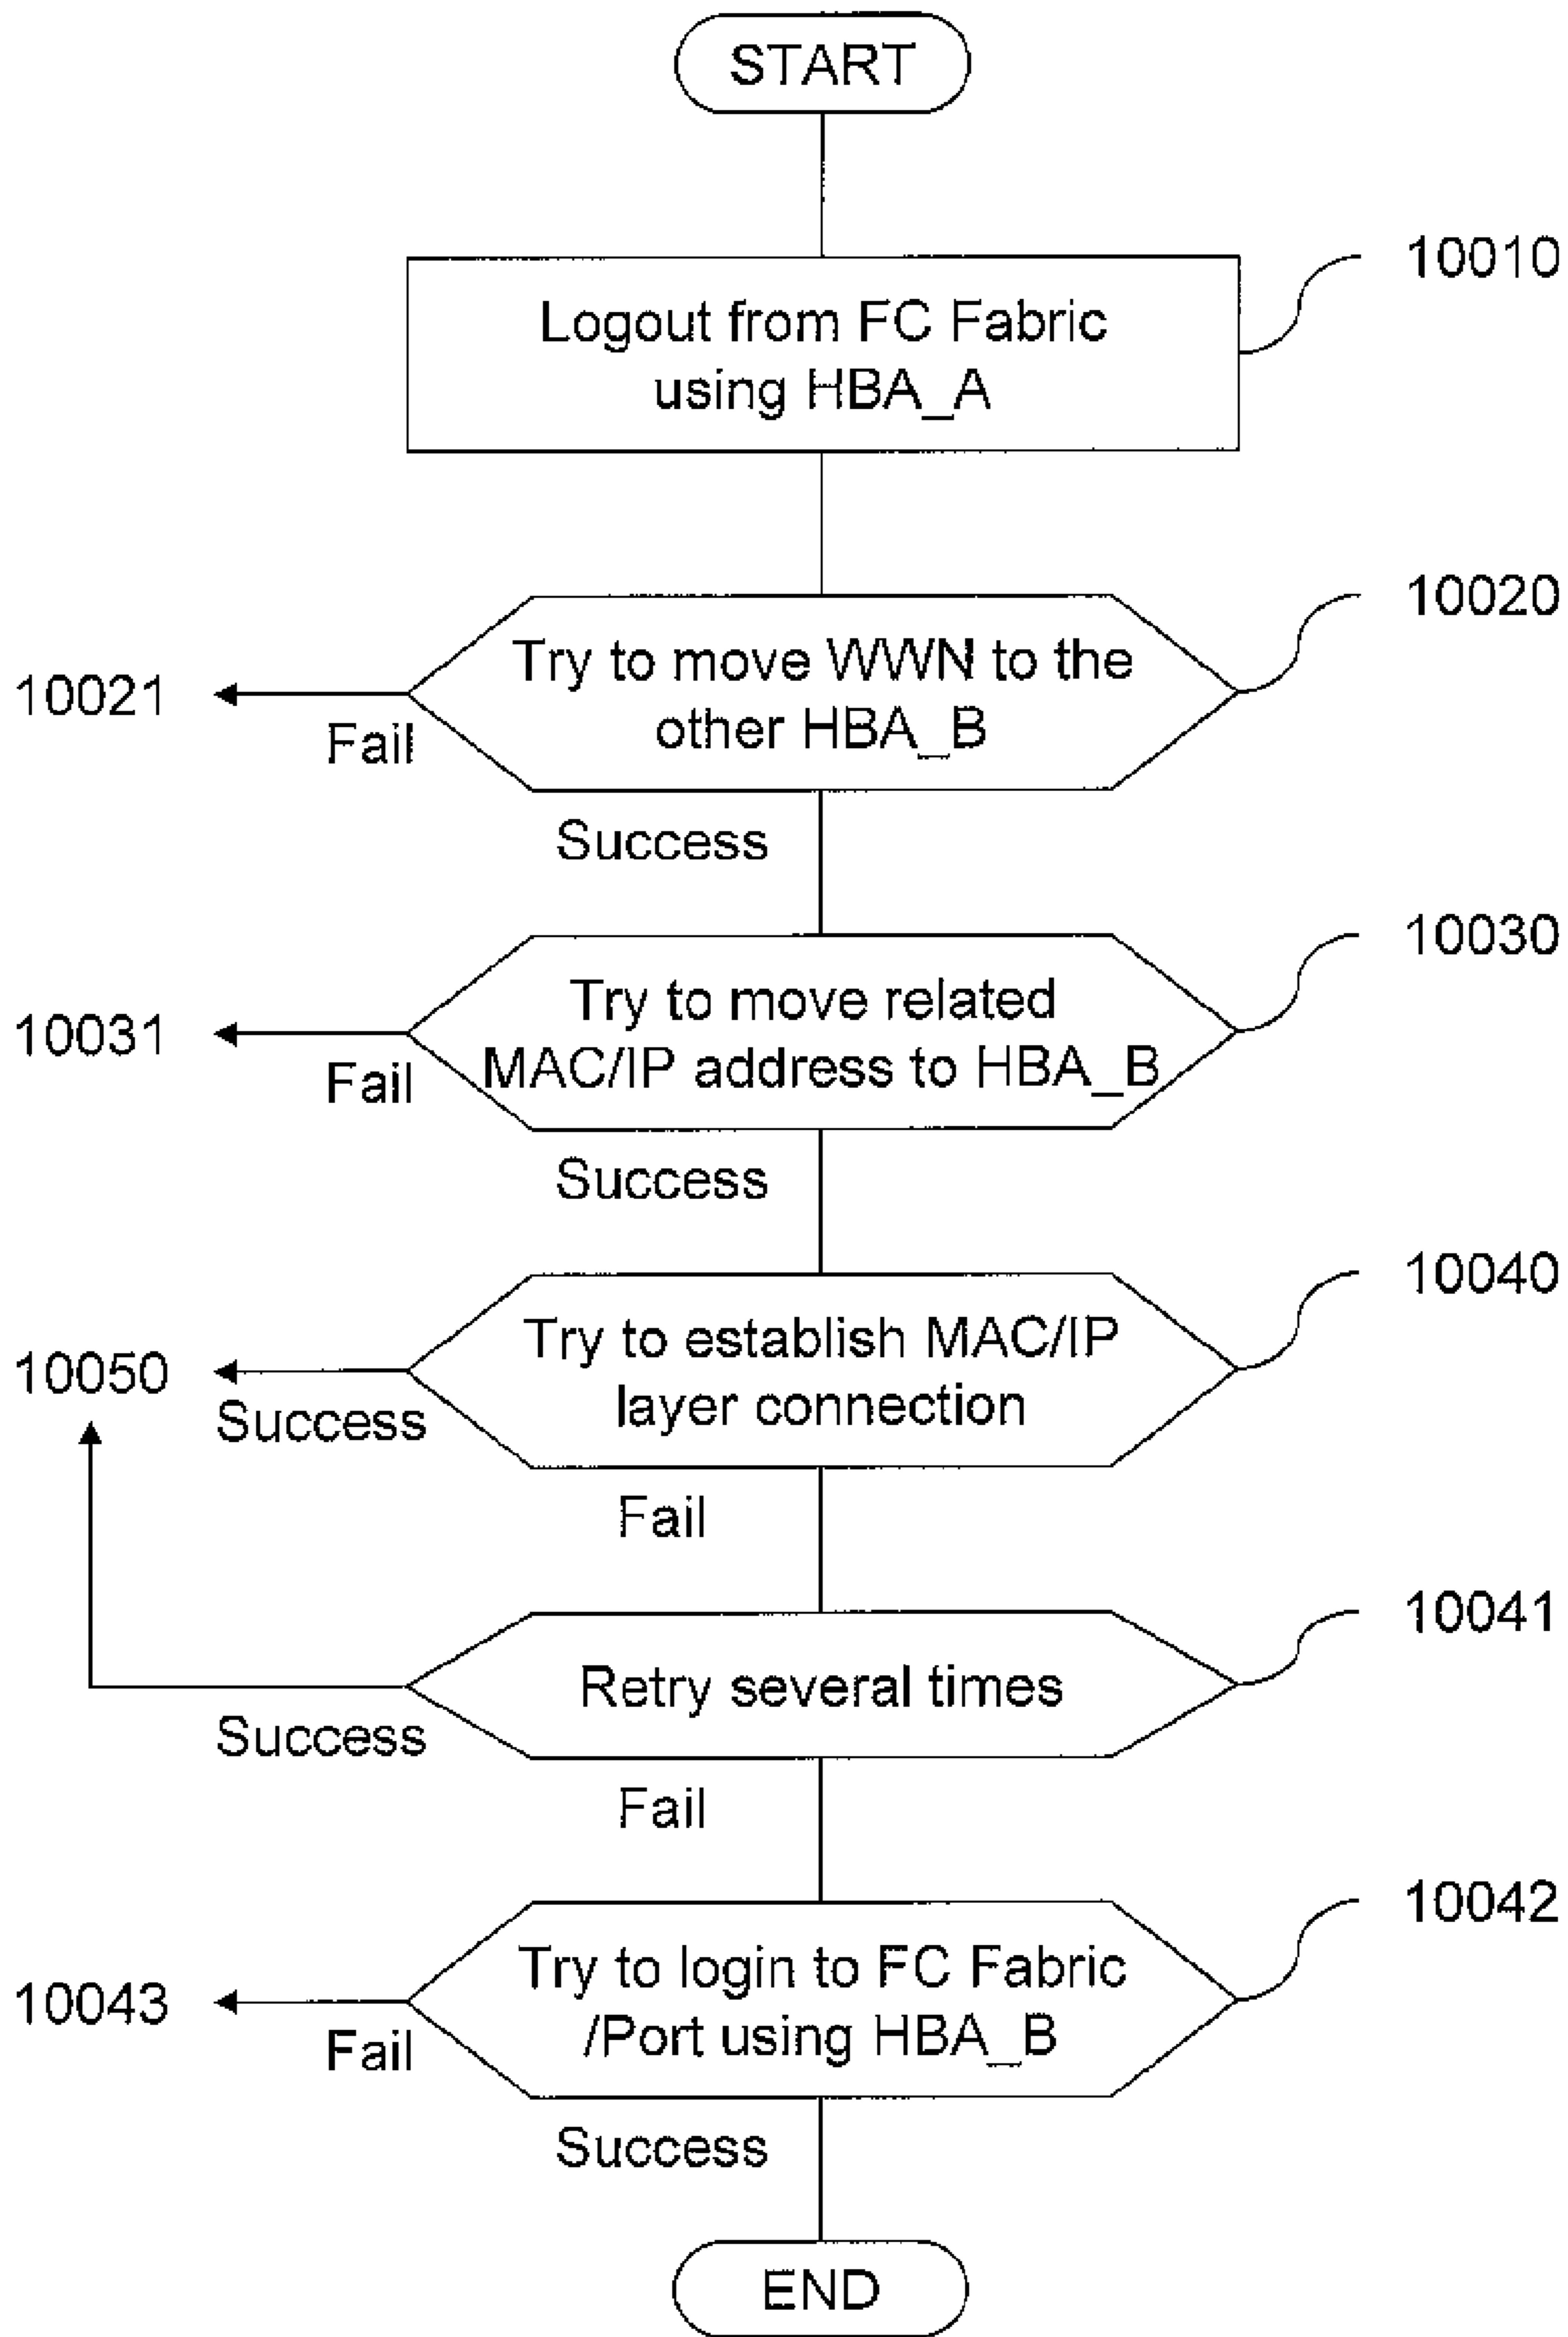 START
Logout from FC Fabric
using HBA_A
10010
Try to move WWN to the
other HBA_B
10020
10021
Fail
Success
Try to move related
MAC/IP address to HBA_B
10030
10031
Fail
Success
Try to establish MAC/IP
layer connection
10040
10050
Success
Fail
Retry several times
10041
Success
Fail
Try to login to FC Fabric
/Port using HBA_B
10042
10043
Fail
Success
END